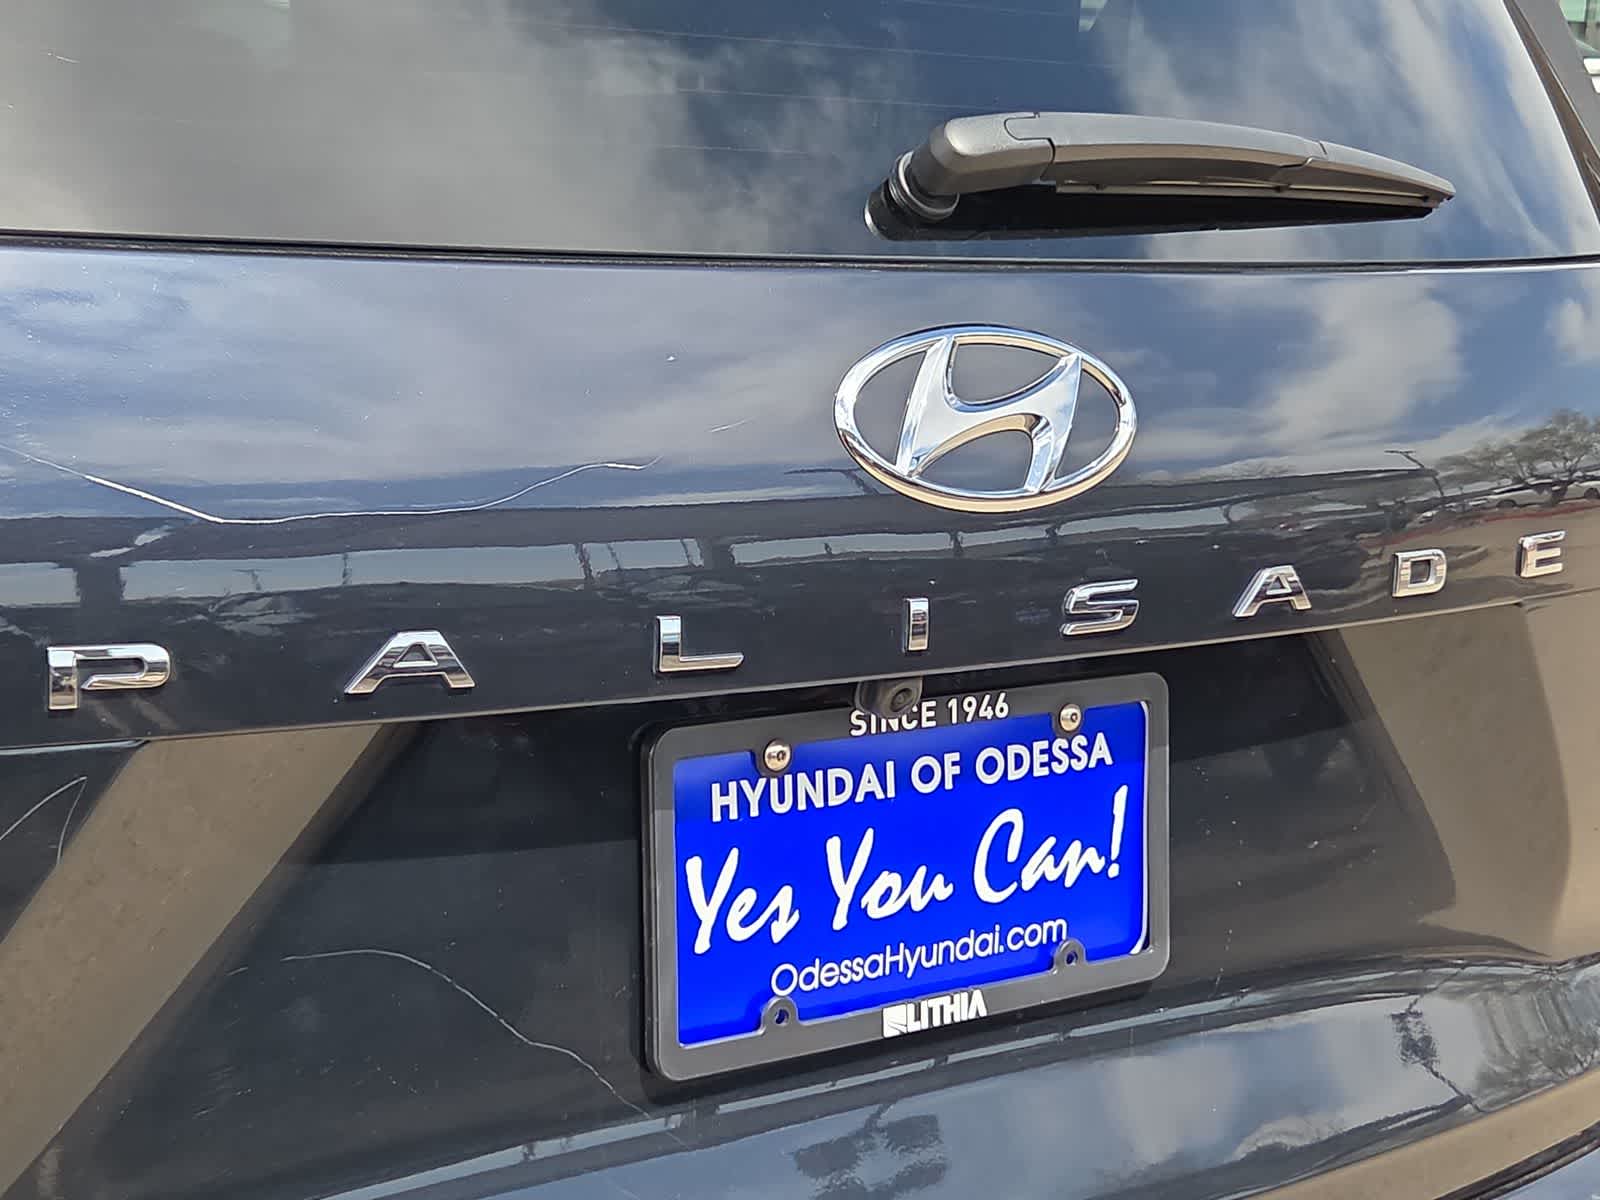 PALISADE
SINCE 1946
HYUNDAI OF ODESSA
Yes You Can!
OdessaHyundai.com
LITHIA